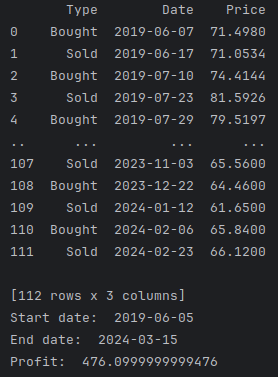 Type Date Price
0 Bought 2019-06-07 71.4980
1 Sold 2019-06-17 71.0534
2 Bought 2019-07-10 74.4144
3 Sold 2019-07-23 81.5926
4 Bought 2019-07-29 79.5197
.. ... ... ...
107 Sold 2023-11-03 65.5600
108 Bought 2023-12-22 64.4600
109 Sold 2024-01-12 61.6500
110 Bought 2024-02-06 65.8400
111 Sold 2024-02-23 66.1200
[112 rows x 3 columns]
Start date:  2019-06-05
End date:  2024-03-15
Profit:  476.0999999999476